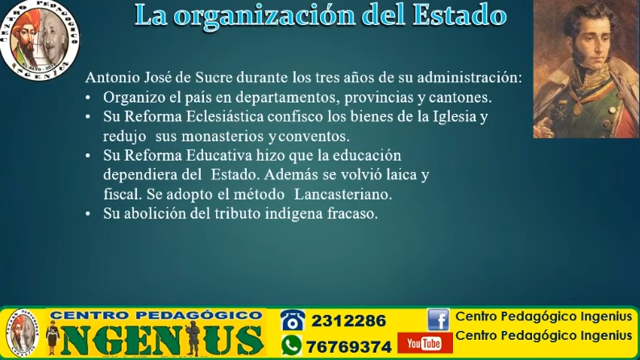 La organización del Estado
Antonio José de Sucre durante los tres años de su administración:
• Organizo el país en departamentos, provincias y cantones.
• Su Reforma Eclesiástica confisco los bienes de la Iglesia y
redujo sus monasterios y conventos.
• Su Reforma Educativa hizo que la educación
dependiera del Estado. Además se volvió laica y
fiscal. Se adopto el método Lancasteriano.
• Su abolición del tributo indígena fracaso.
CENTRO PEDAGÓGICO
INGENIUS
2312286
76769374
Centro Pedagógico Ingenius
YouTube
Centro Pedagógico Ingenius